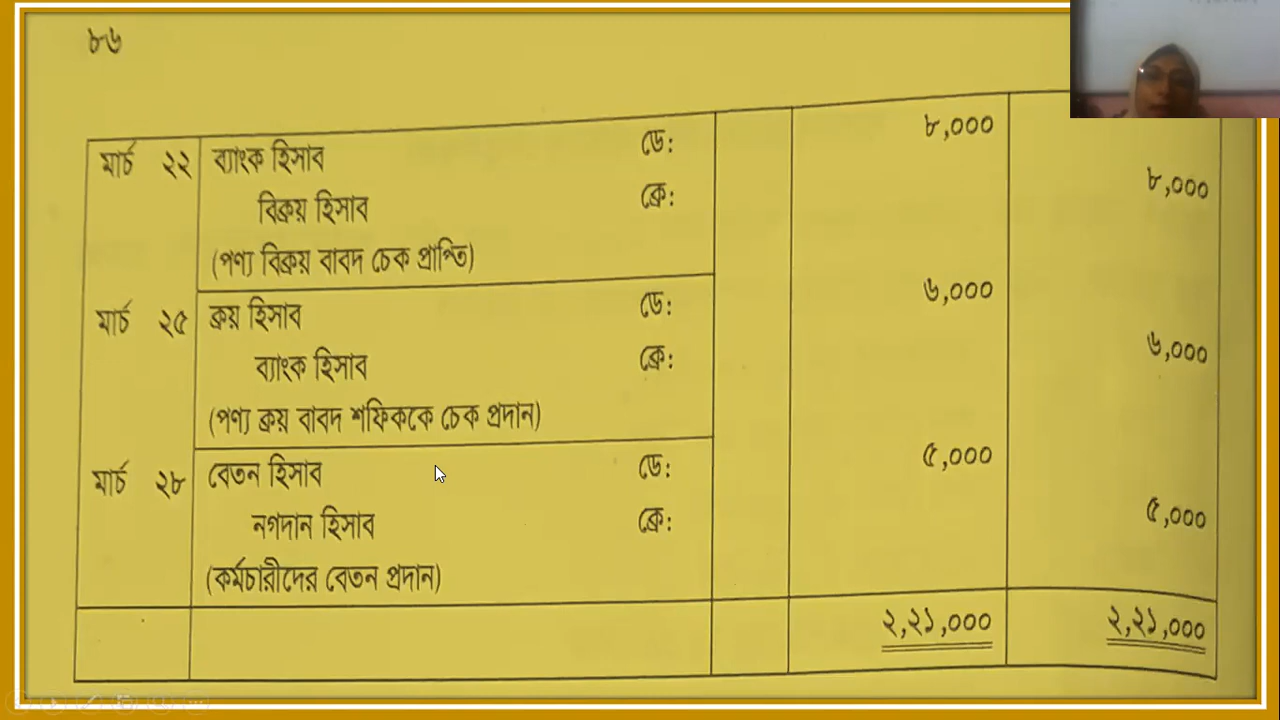 ৮৬
মার্চ ২২ ব্যাংক হিসাব ডে: ৮,০০০
বিক্রয় হিসাব ক্রে: ৮,০০০
(পণ্য বিক্রয় বাবদ চেক প্রাপ্তি)
মার্চ ২৫ ক্রয় হিসাব ডে: ৬,০০০
ব্যাংক হিসাব ক্রে: ৬,০০০
(পণ্য ক্রয় বাবদ শফিককে চেক প্রদান)
মার্চ ২৮ বেতন হিসাব ডে: ৫,০০০
নগদান হিসাব ক্রে: ৫,০০০
(কর্মচারীদের বেতন প্রদান)
২,২১,০০০ ২,২১,০০০